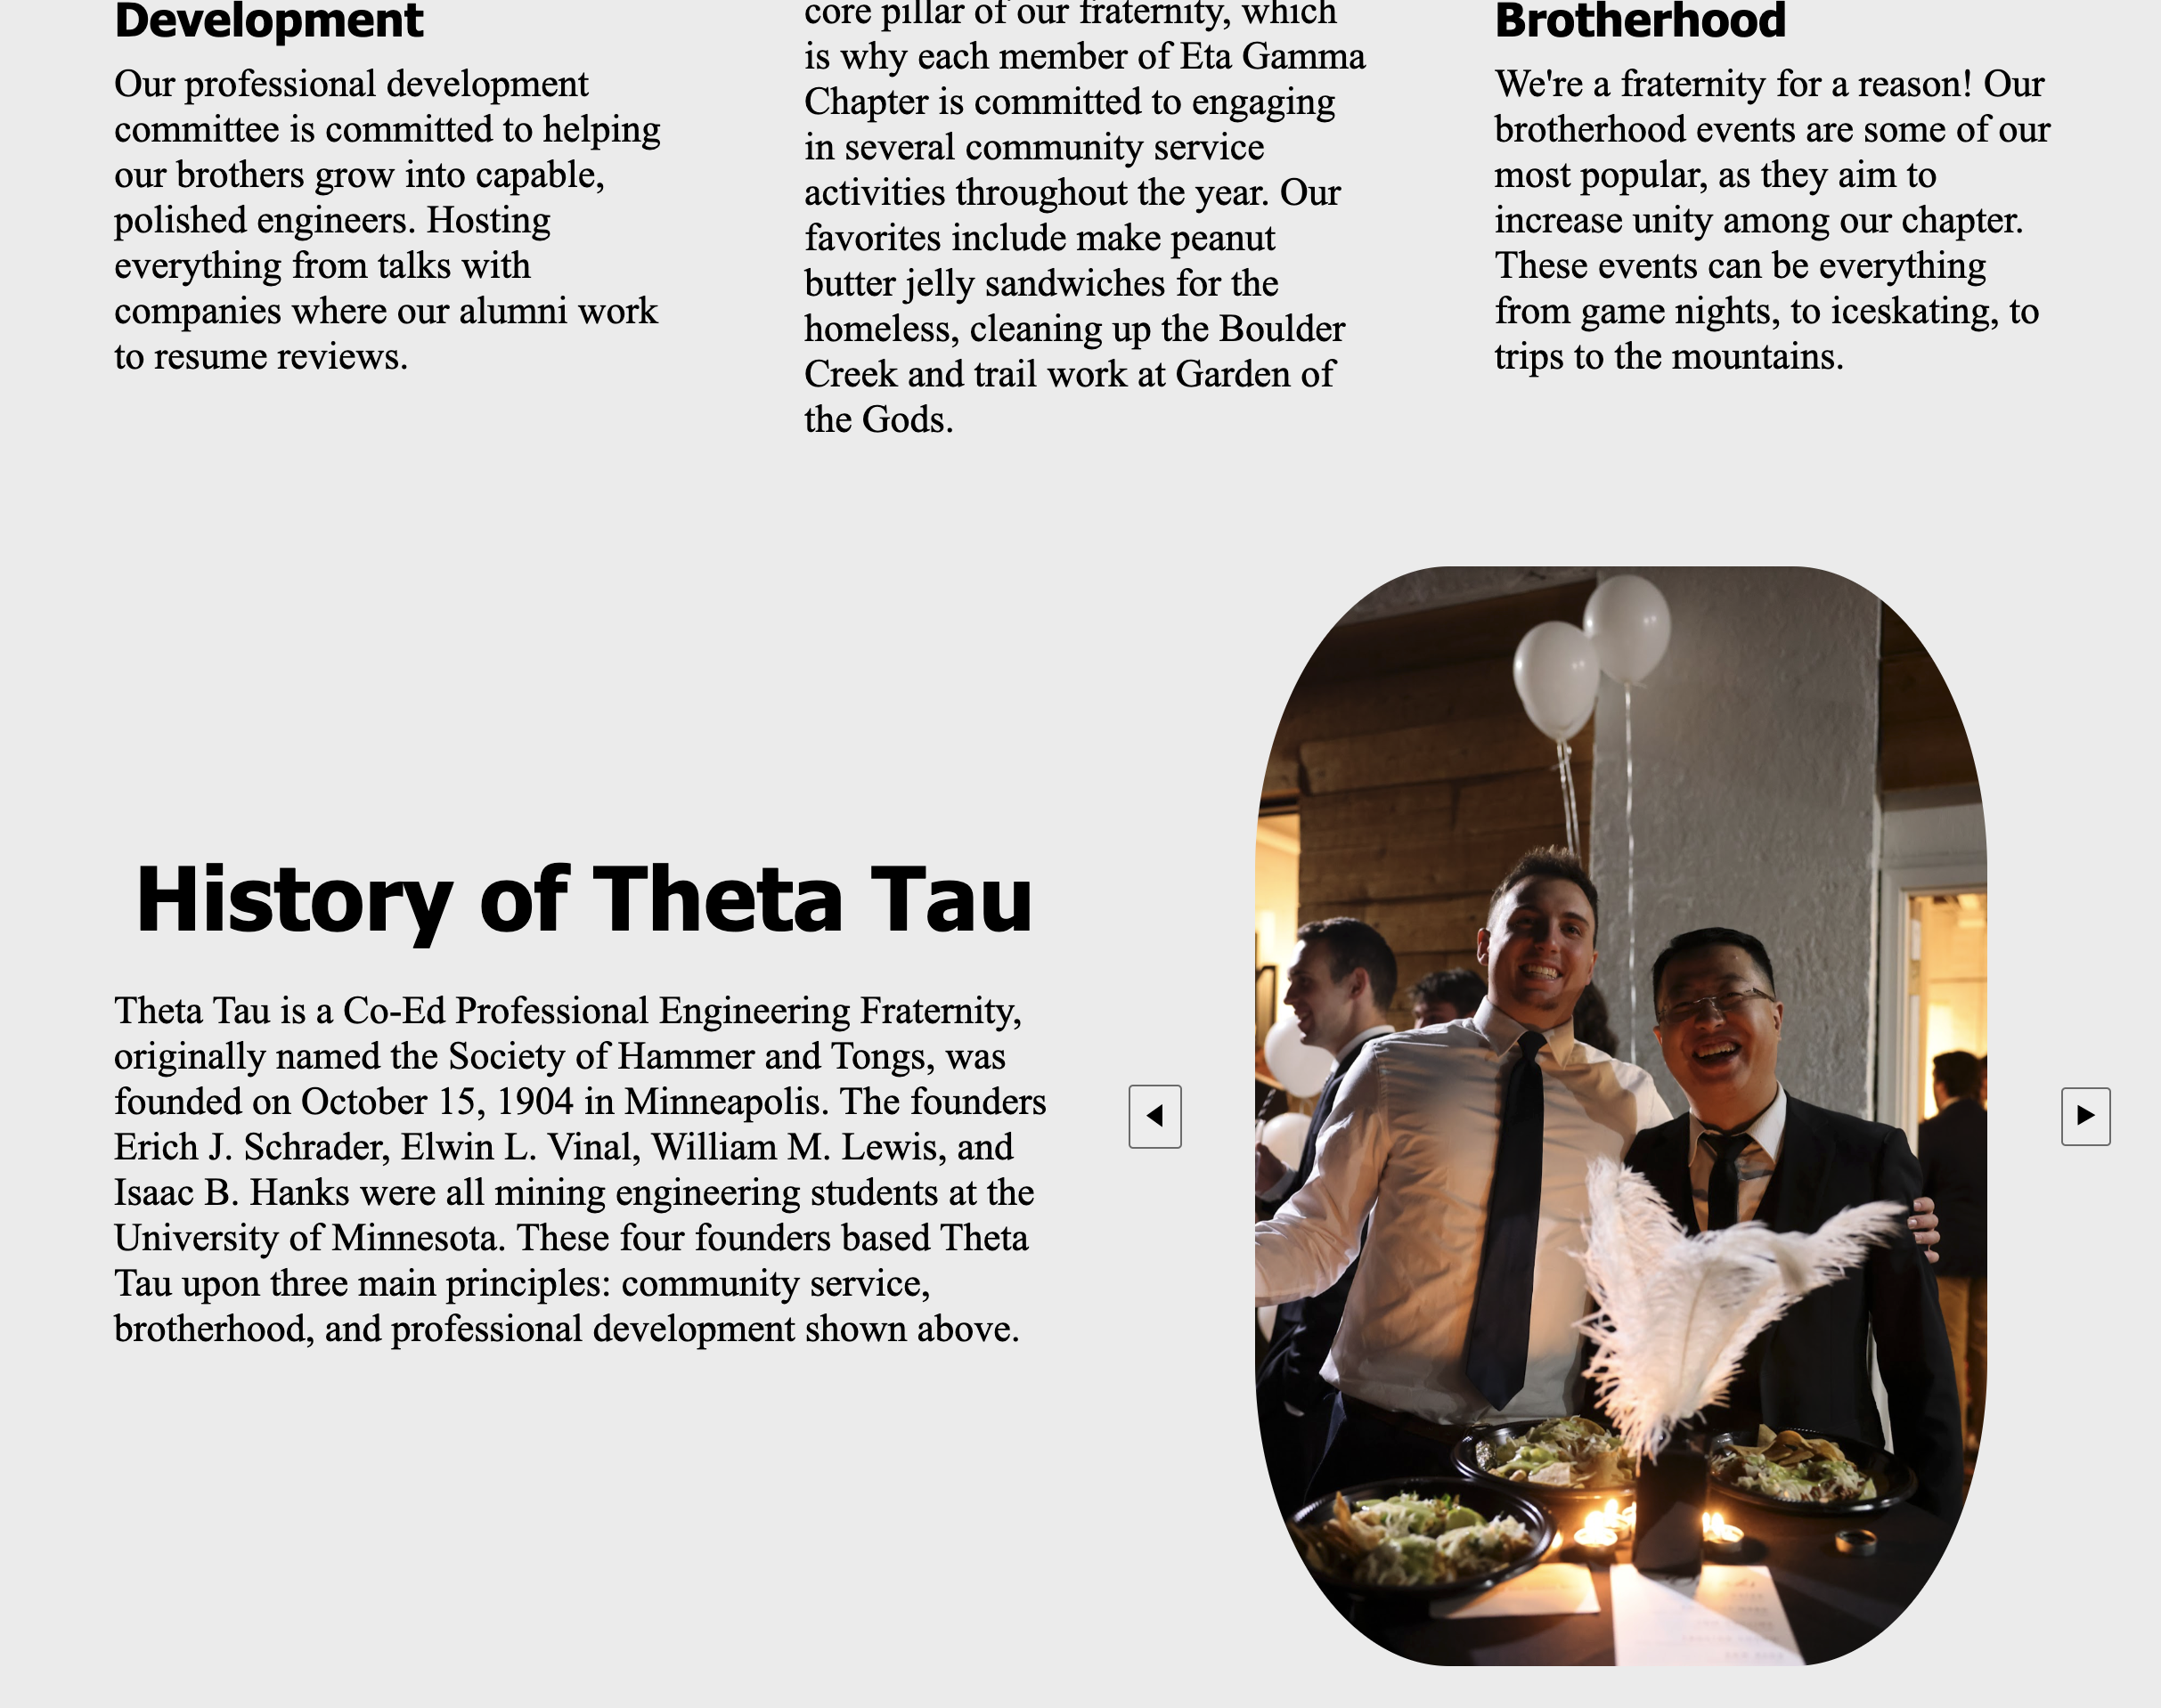 Development
Our professional development
committee is committed to helping
our brothers grow into capable,
polished engineers. Hosting
everything from talks with
companies where our alumni work
to resume reviews.
core pillar of our fraternity, which
is why each member of Eta Gamma
Chapter is committed to engaging
in several community service
activities throughout the year. Our
favorites include make peanut
butter jelly sandwiches for the
homeless, cleaning up the Boulder
Creek and trail work at Garden of
the Gods.
Brotherhood
We're a fraternity for a reason! Our
brotherhood events are some of our
most popular, as they aim to
increase unity among our chapter.
These events can be everything
from game nights, to iceskating, to
trips to the mountains.
History of Theta Tau
Theta Tau is a Co-Ed Professional Engineering Fraternity,
originally named the Society of Hammer and Tongs, was
founded on October 15, 1904 in Minneapolis. The founders
Erich J. Schrader, Elwin L. Vinal, William M. Lewis, and
Isaac B. Hanks were all mining engineering students at the
University of Minnesota. These four founders based Theta
Tau upon three main principles: community service,
brotherhood, and professional development shown above.